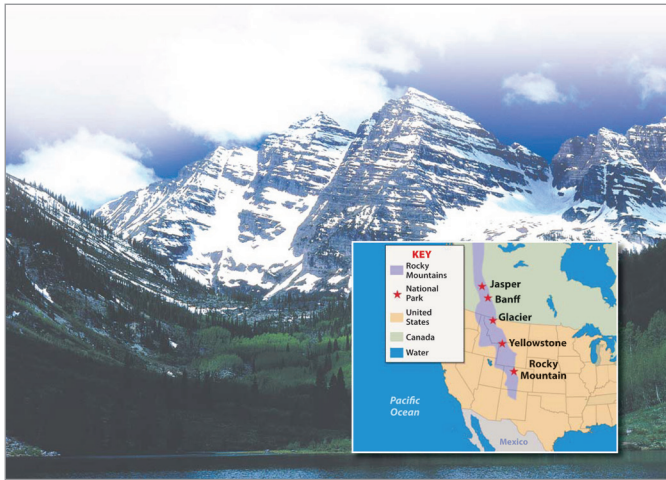 KEY
Rocky
Mountains
National
Park
United
States
Canada
Water
Jasper
Banff
Glacier
Yellowstone
Rocky
Mountain
Pacific
Ocean
Mexico